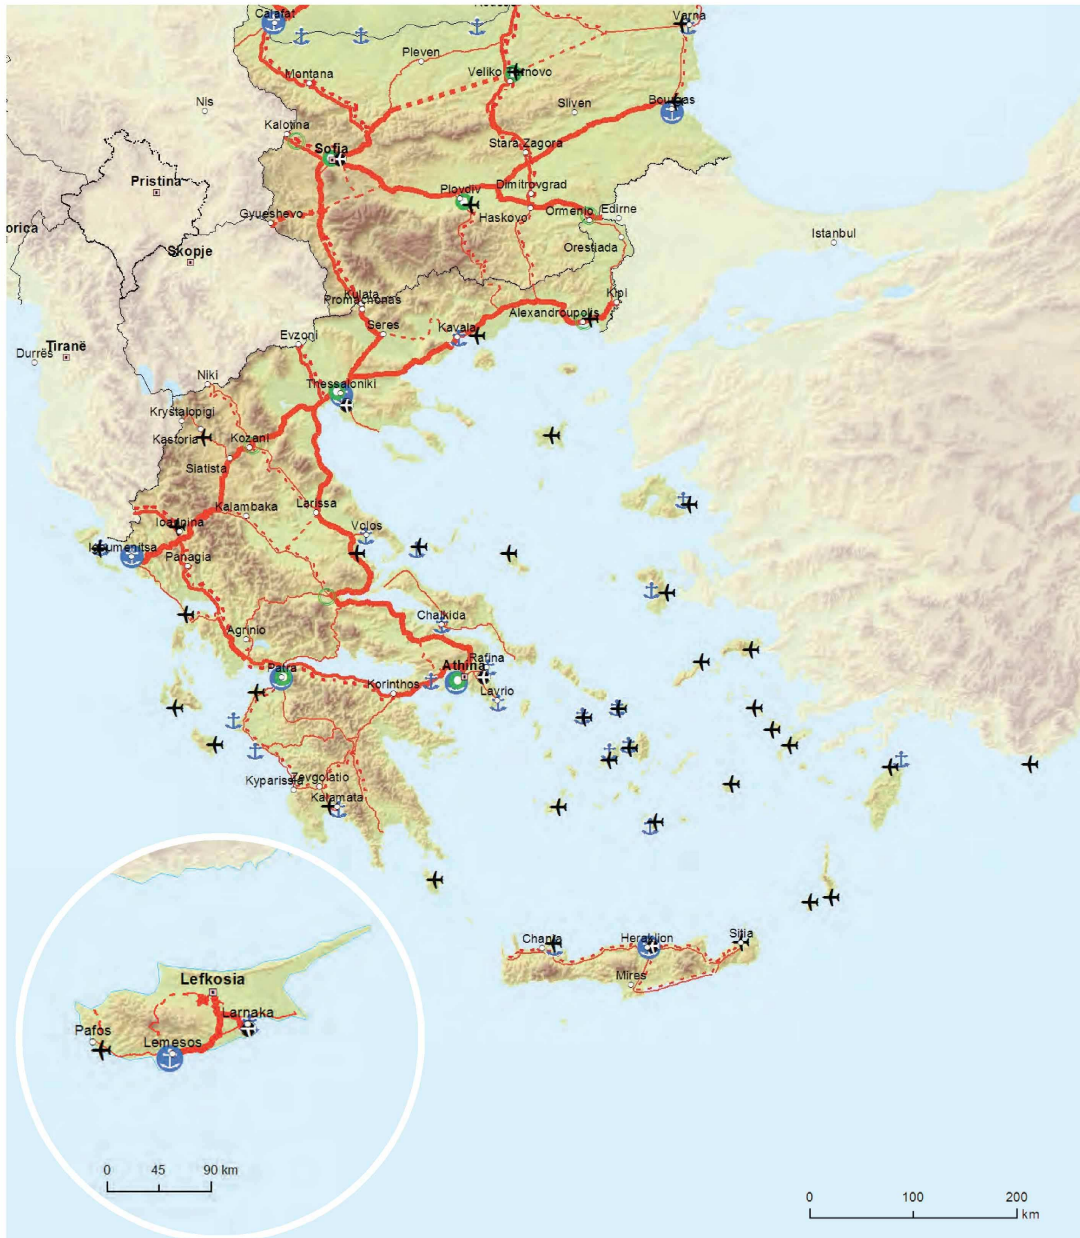 Calafat
Varna
Pleven
Montana
Sliven
Bourgas
Nis
Kalotina
Sofia
Stara Zagora
Pristina
Plovdiv
Dimitrovgrad
Gyueshevo
Haskovo
Ormenio
Edirne
Istanbul
Orestiada
Skopje
Kulata
Promachonas
Kipi
Alexandroupolis
Seres
Kavala
Evzoni
Durrës
Tiranë
Niki
Thessaloniki
Krystalopigi
Kastoria
Kozani
Siatista
Kalambaka
Larissa
Ioannina
Volos
Igoumenitsa
Panagia
Chalkida
Agrinio
Rafina
Patra
Athina
Korinthos
Lavrio
Kyparissia
Zevgolatio
Kalamata
Chania
Heraklion
Sitia
Mires
Lefkosia
Larnaka
Pafos
Lemesos
0 45 90 km
0 100 200
km